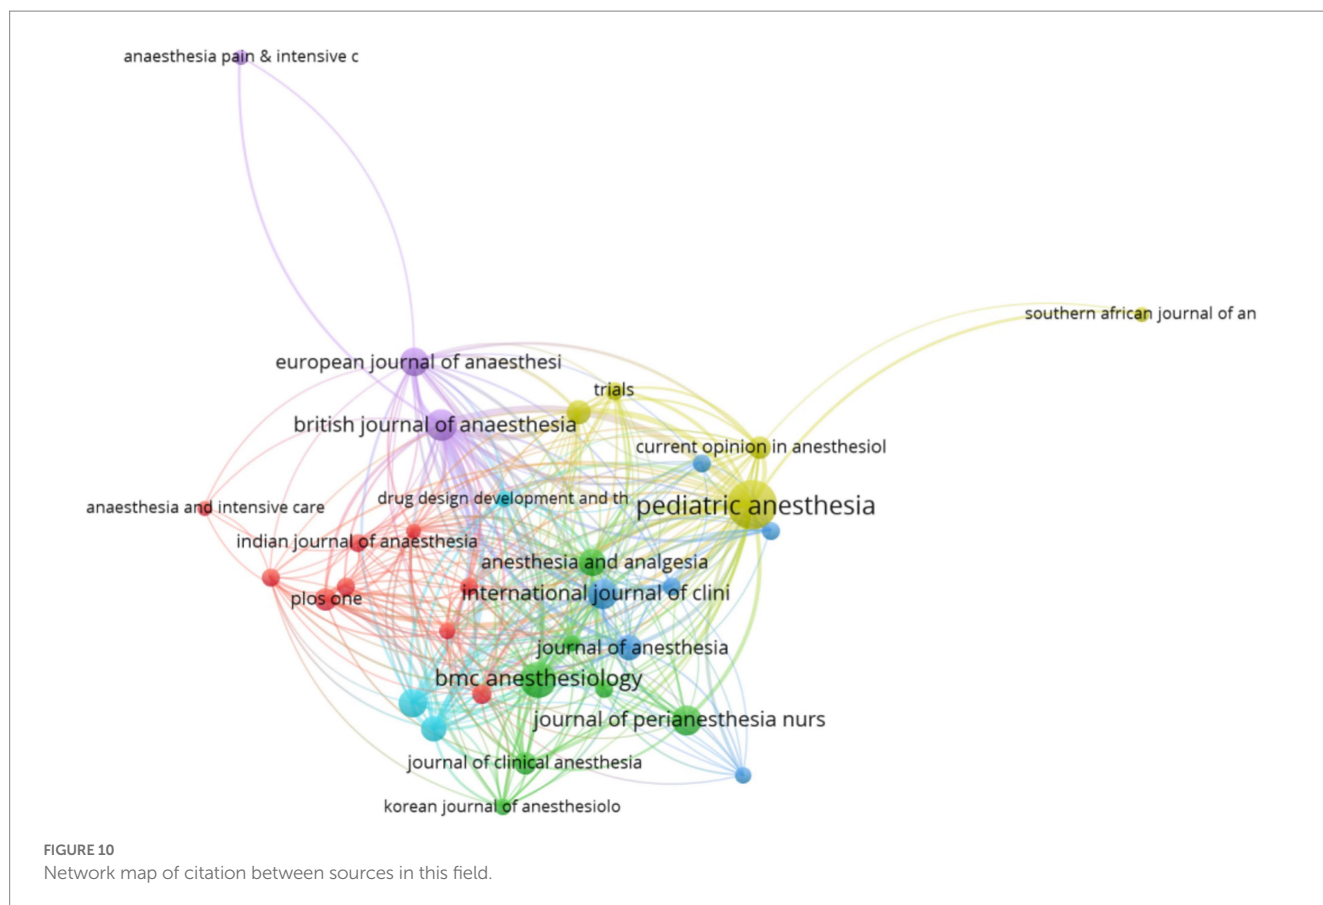 anaesthesia pain & intensive c
southern african journal of an
european journal of anaesthesi
trials
british journal of anaesthesia
current opinion in anesthesiol
drug design development and th
pediatric anesthesia
anaesthesia and intensive care
indian journal of anaesthesia
anesthesia and analgesia
international journal of clini
plos one
journal of anesthesia
bmc anesthesiology
journal of perianesthesia nurs
journal of clinical anesthesia
korean journal of anesthesiolo
FIGURE 10
Network map of citation between sources in this field.